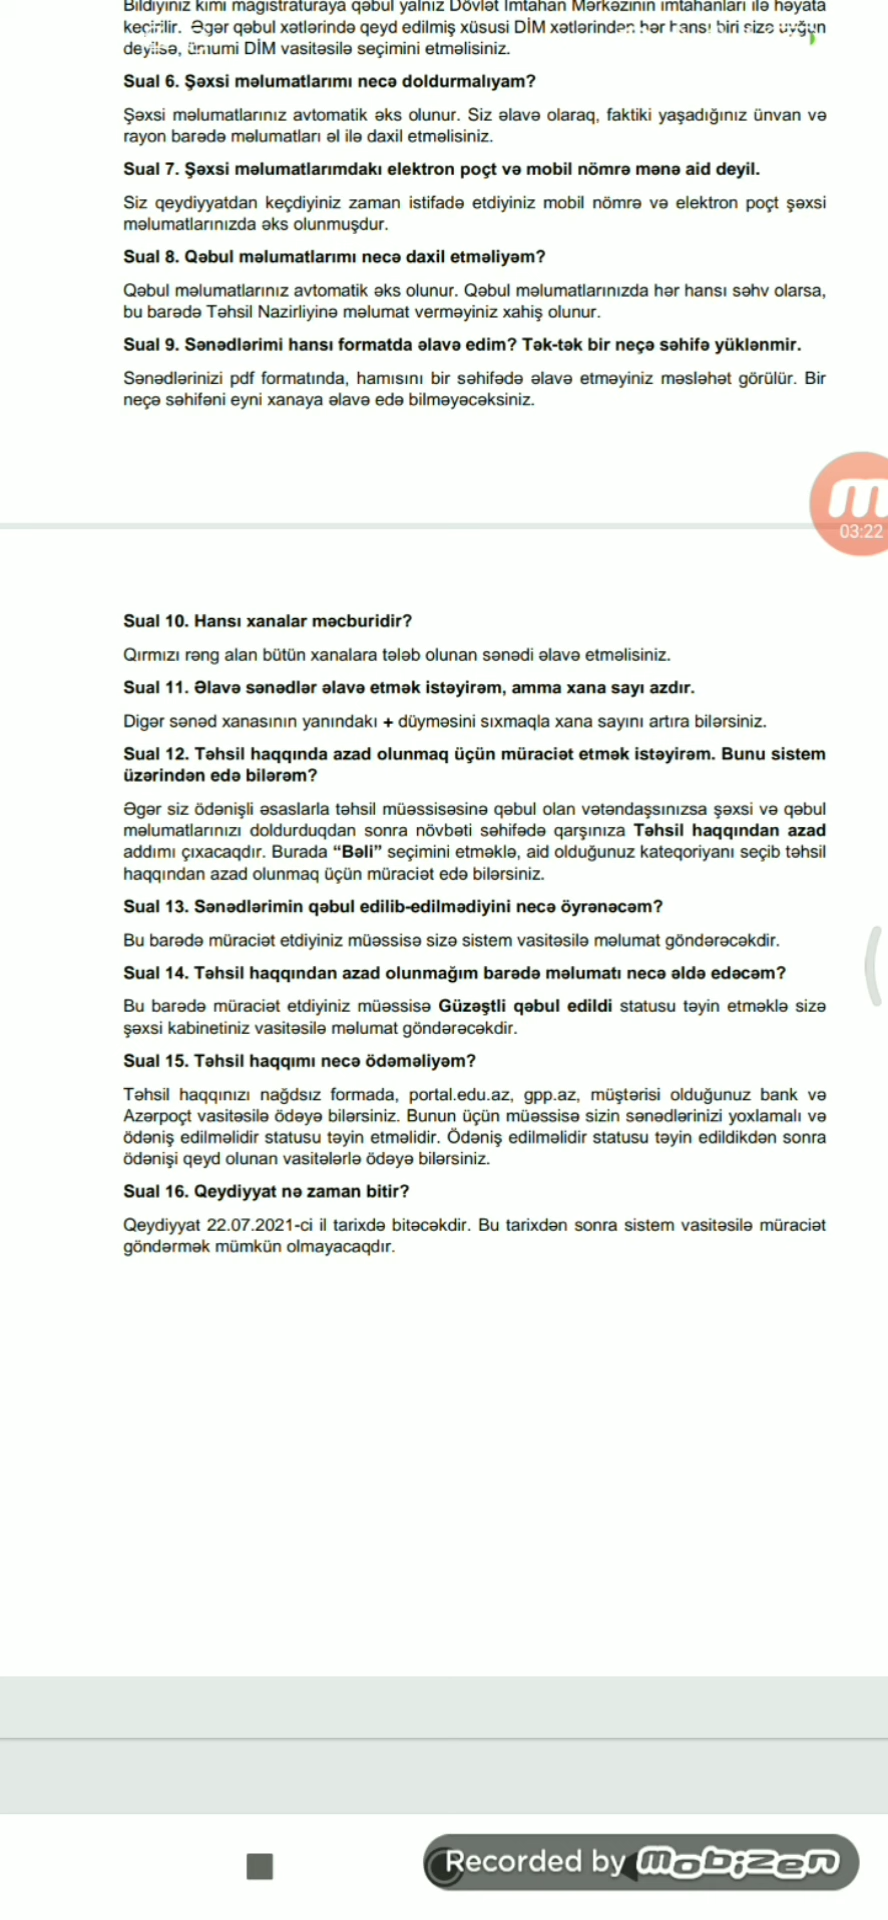 Bildiyiniz kimi magistraturaya qəbul yalnız Dövlət İmtahan Mərkəzinin imtahanları ilə həyata
keçirilir. Əgər qəbul xətlərində qeyd edilmiş xüsusi DİM xətlərindən hər hansı biri sizə uyğun
deyilsə, ümumi DİM vasitəsilə seçimini etməlisiniz.
Sual 6. Şəxsi məlumatlarımı necə doldurmalıyam?
Şəxsi məlumatlarınız avtomatik əks olunur. Siz əlavə olaraq, faktiki yaşadığınız ünvan və
rayon barədə məlumatları əl ilə daxil etməlisiniz.
Sual 7. Şəxsi məlumatlarımdakı elektron poçt və mobil nömrə mənə aid deyil.
Siz qeydiyyatdan keçdiyiniz zaman istifadə etdiyiniz mobil nömrə və elektron poçt şəxsi
məlumatlarınızda əks olunmuşdur.
Sual 8. Qəbul məlumatlarımı necə daxil etməliyəm?
Qəbul məlumatlarınız avtomatik əks olunur. Qəbul məlumatlarınızda hər hansı səhv olarsa,
bu barədə Təhsil Nazirliyinə məlumat verməyiniz xahiş olunur.
Sual 9. Sənədlərimi hansı formatda əlavə edim? Tək-tək bir neçə səhifə yüklənmir.
Sənədlərinizi pdf formatında, hamısını bir səhifədə əlavə etməyiniz məsləhət görülür. Bir
neçə səhifəni eyni xanaya əlavə edə bilməyəcəksiniz.
m
03:22
Sual 10. Hansı xanalar məcburidir?
Qırmızı rəng alan bütün xanalara tələb olunan sənədi əlavə etməlisiniz.
Sual 11. Əlavə sənədlər əlavə etmək istəyirəm, amma xana sayı azdır.
Digər sənəd xanasının yanındakı + düyməsini sıxmaqla xana sayını artıra bilərsiniz.
Sual 12. Təhsil haqqında azad olunmaq üçün müraciət etmək istəyirəm. Bunu sistem
üzərindən edə bilərəm?
Əgər siz ödənişli əsaslarla təhsil müəssisəsinə qəbul olan vətəndaşsınızsa şəxsi və qəbul
məlumatlarınızı doldurduqdan sonra növbəti səhifədə qarşınıza Təhsil haqqından azad
addımı çıxacaqdır. Burada “Bəli” seçimini etməklə, aid olduğunuz kateqoriyanı seçib təhsil
haqqından azad olunmaq üçün müraciət edə bilərsiniz.
Sual 13. Sənədlərimin qəbul edilib-edilmədiyini necə öyrənəcəm?
Bu barədə müraciət etdiyiniz müəssisə sizə sistem vasitəsilə məlumat göndərəcəkdir.
Sual 14. Təhsil haqqından azad olunmağım barədə məlumatı necə əldə edəcəm?
Bu barədə müraciət etdiyiniz müəssisə Güzəştli qəbul edildi statusu təyin etməklə sizə
şəxsi kabinetiniz vasitəsilə məlumat göndərəcəkdir.
Sual 15. Təhsil haqqımı necə ödəməliyəm?
Təhsil haqqınızı nağdsız formada, portal.edu.az, gpp.az, müştərisi olduğunuz bank və
Azərpoçt vasitəsilə ödəyə bilərsiniz. Bunun üçün müəssisə sizin sənədlərinizi yoxlamalı və
ödəniş edilməlidir statusu təyin etməlidir. Ödəniş edilməlidir statusu təyin edildikdən sonra
ödənişi qeyd olunan vasitələrlə ödəyə bilərsiniz.
Sual 16. Qeydiyyat nə zaman bitir?
Qeydiyyat 22.07.2021-ci il tarixdə bitəcəkdir. Bu tarixdən sonra sistem vasitəsilə müraciət
göndərmək mümkün olmayacaqdır.
Recorded by mobizen